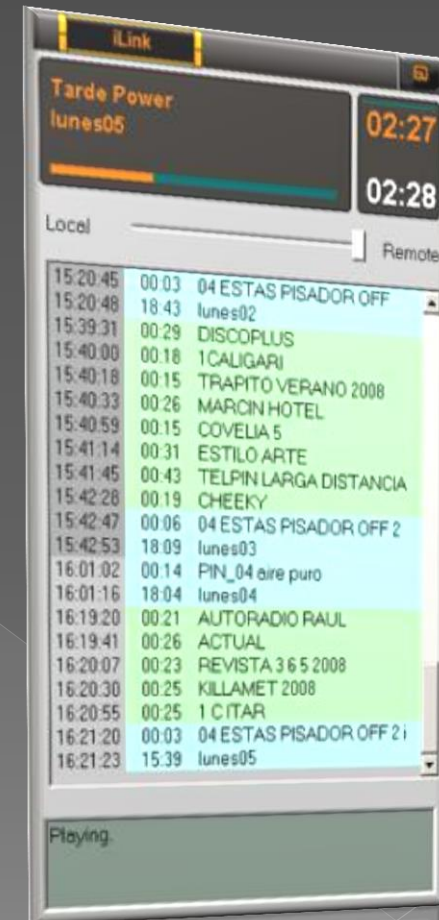 iLink
Tarde Power
lunes05
02:27
02:28
Local
Remote
15:20:45 00:03 04 ESTAS PISADOR OFF
15:20:48 18:43 lunes02
15:39:31 00:29 DISCOPLUS
15:40:00 00:18 1CALIGARI
15:40:18 00:15 TRAPITO VERANO 2008
15:40:33 00:26 MARCIN HOTEL
15:40:59 00:15 COVELIA 5
15:41:14 00:31 ESTILO ARTE
15:41:45 00:43 TELPIN LARGA DISTANCIA
15:42:28 00:19 CHEEKY
15:42:47 00:06 04 ESTAS PISADOR OFF 2
15:42:53 18:09 lunes03
16:01:02 00:14 PIN_04 aire puro
16:01:16 18:04 lunes04
16:19:20 00:21 AUTORADIO RAUL
16:19:41 00:26 ACTUAL
16:20:07 00:23 REVISTA 3 6 5 2008
16:20:30 00:25 KILLAMET 2008
16:20:55 00:25 1 CITAR
16:21:20 00:03 04 ESTAS PISADOR OFF 2 i
16:21:23 15:39 lunes05
Playing.